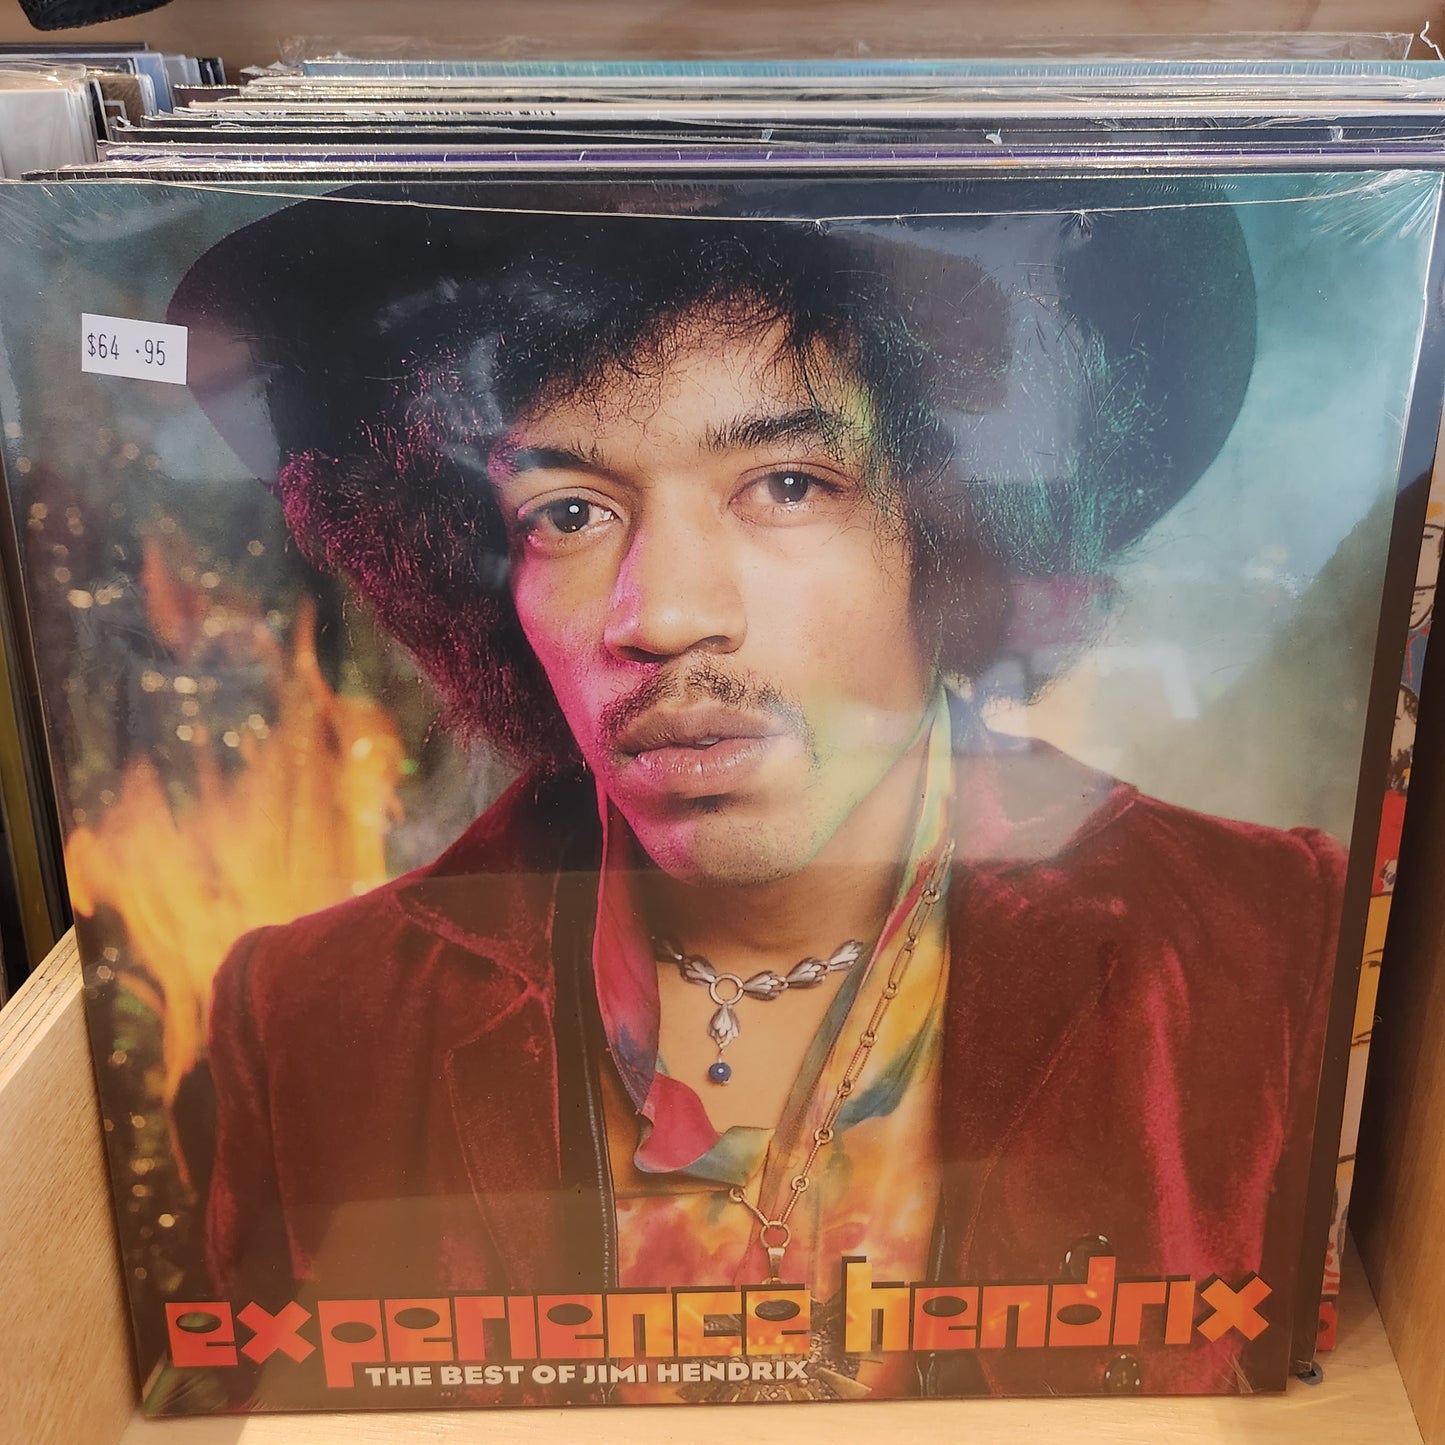 $64 .95
experience hendrix
THE BEST OF JIMI HENDRIX